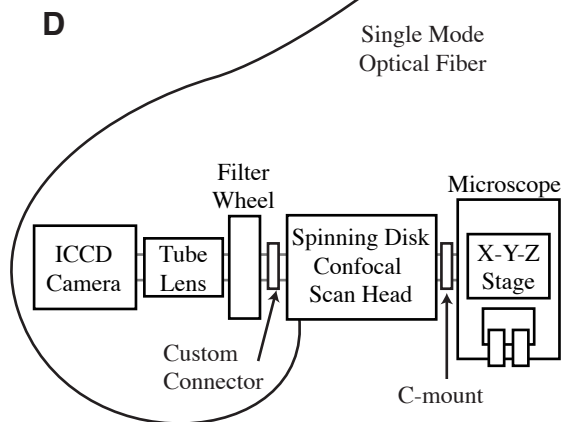 D
Single Mode
Optical Fiber
Filter
Wheel
Microscope
ICCD
Camera
Tube
Lens
Spinning Disk
Confocal
Scan Head
X-Y-Z
Stage
Custom
Connector
C-mount